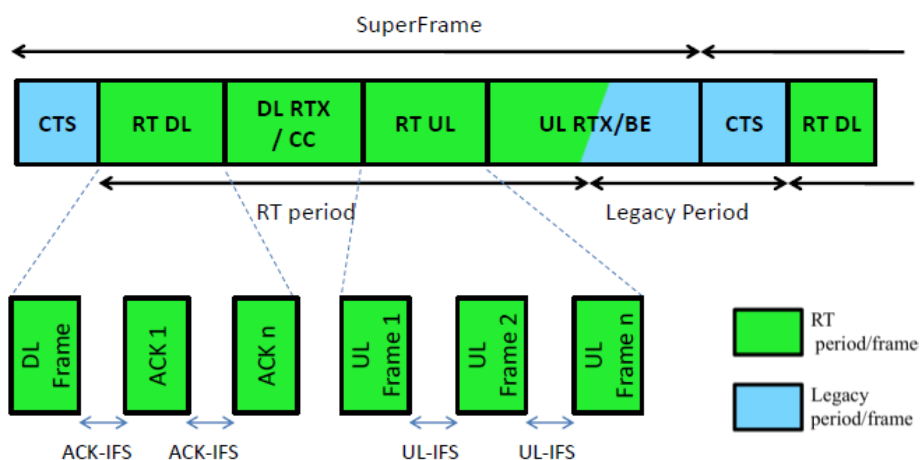 SuperFrame
CTS
RT DL
DL RTX
/ CC
RT UL
UL RTX/BE
CTS
RT DL
RT period
Legacy Period
DL
Frame
ACK 1
ACK n
UL
Frame 1
UL
Frame 2
UL
Frame n
ACK-IFS
ACK-IFS
UL-IFS
UL-IFS
RT
period/frame
Legacy
period/frame